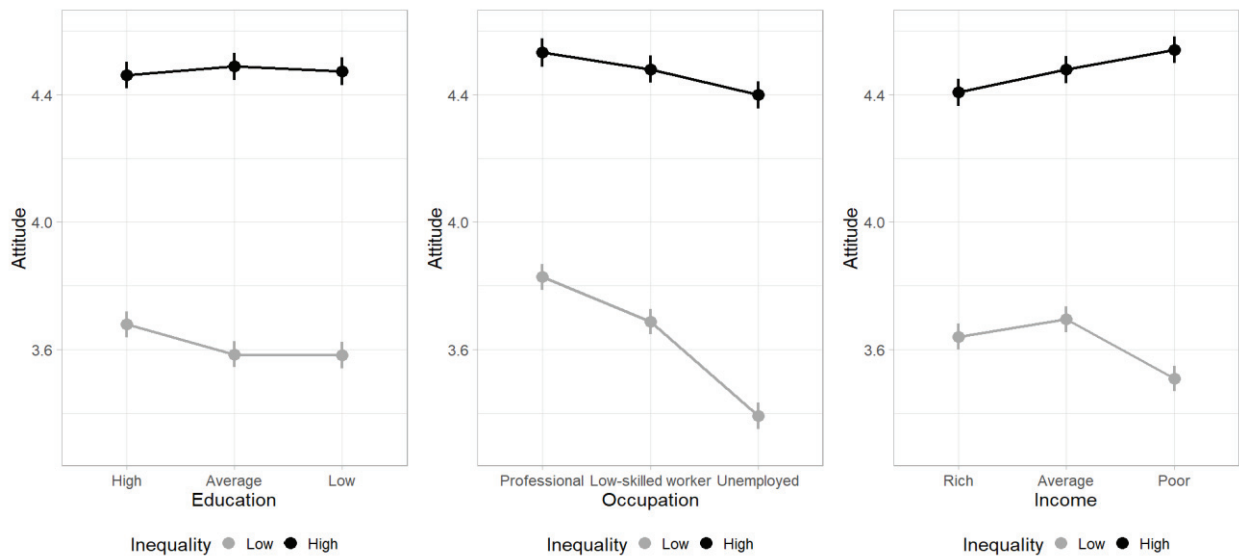 Attitude
4.4
4.0
3.6
High Average Low
Education
Inequality Low High
Attitude
4.4
4.0
3.6
Professional Low-skilled worker Unemployed
Occupation
Inequality Low High
Attitude
4.4
4.0
3.6
Rich Average Poor
Income
Inequality Low High